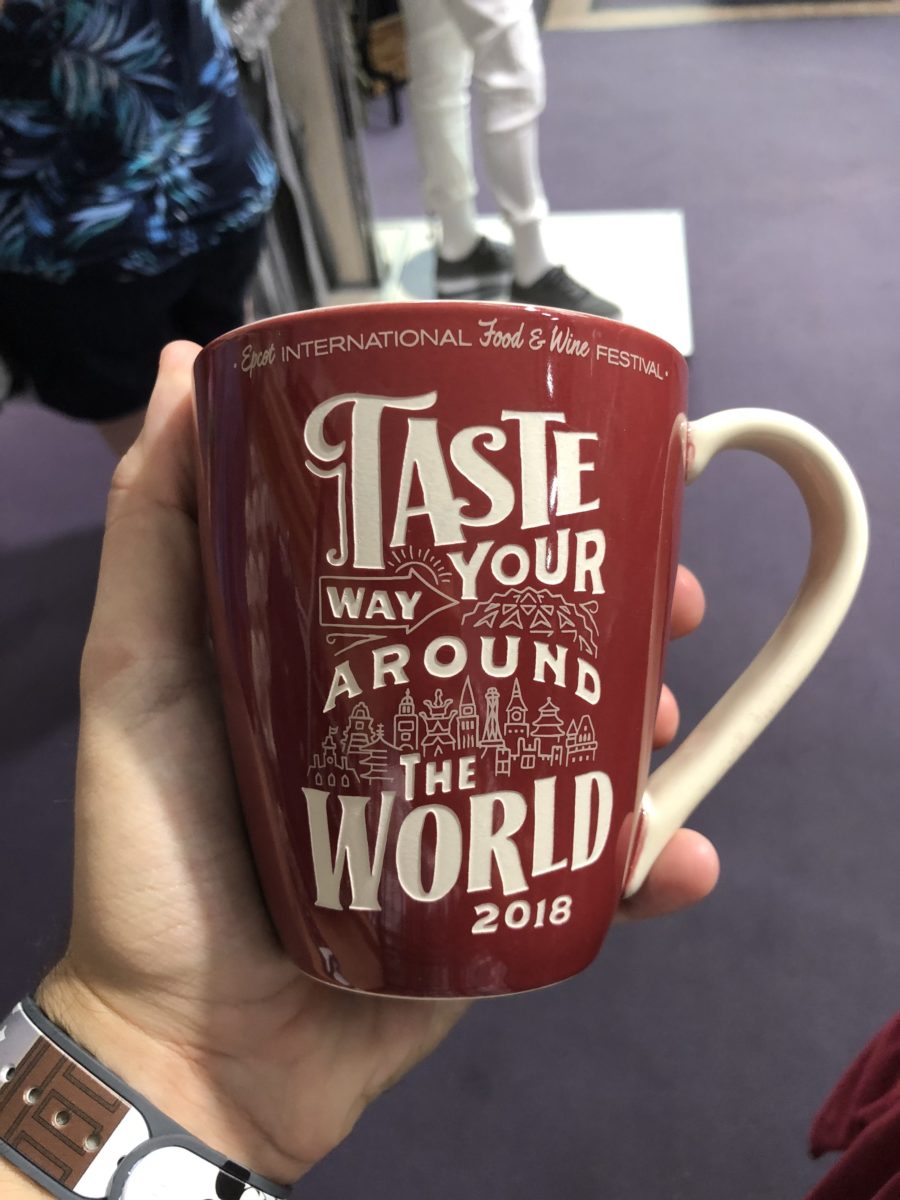 · Epcot INTERNATIONAL Food & Wine FESTIVAL ·
TASTE
YOUR
WAY
AROUND
THE
WORLD
2018